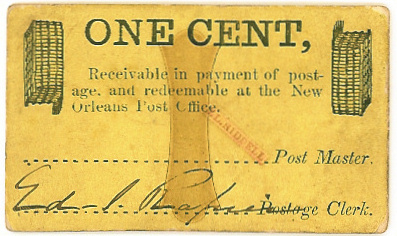 ONE CENT,
Receivable in payment of post-
age, and redeemable at the New
Orleans Post Office.
Post Master.
Ed Postage Clerk.